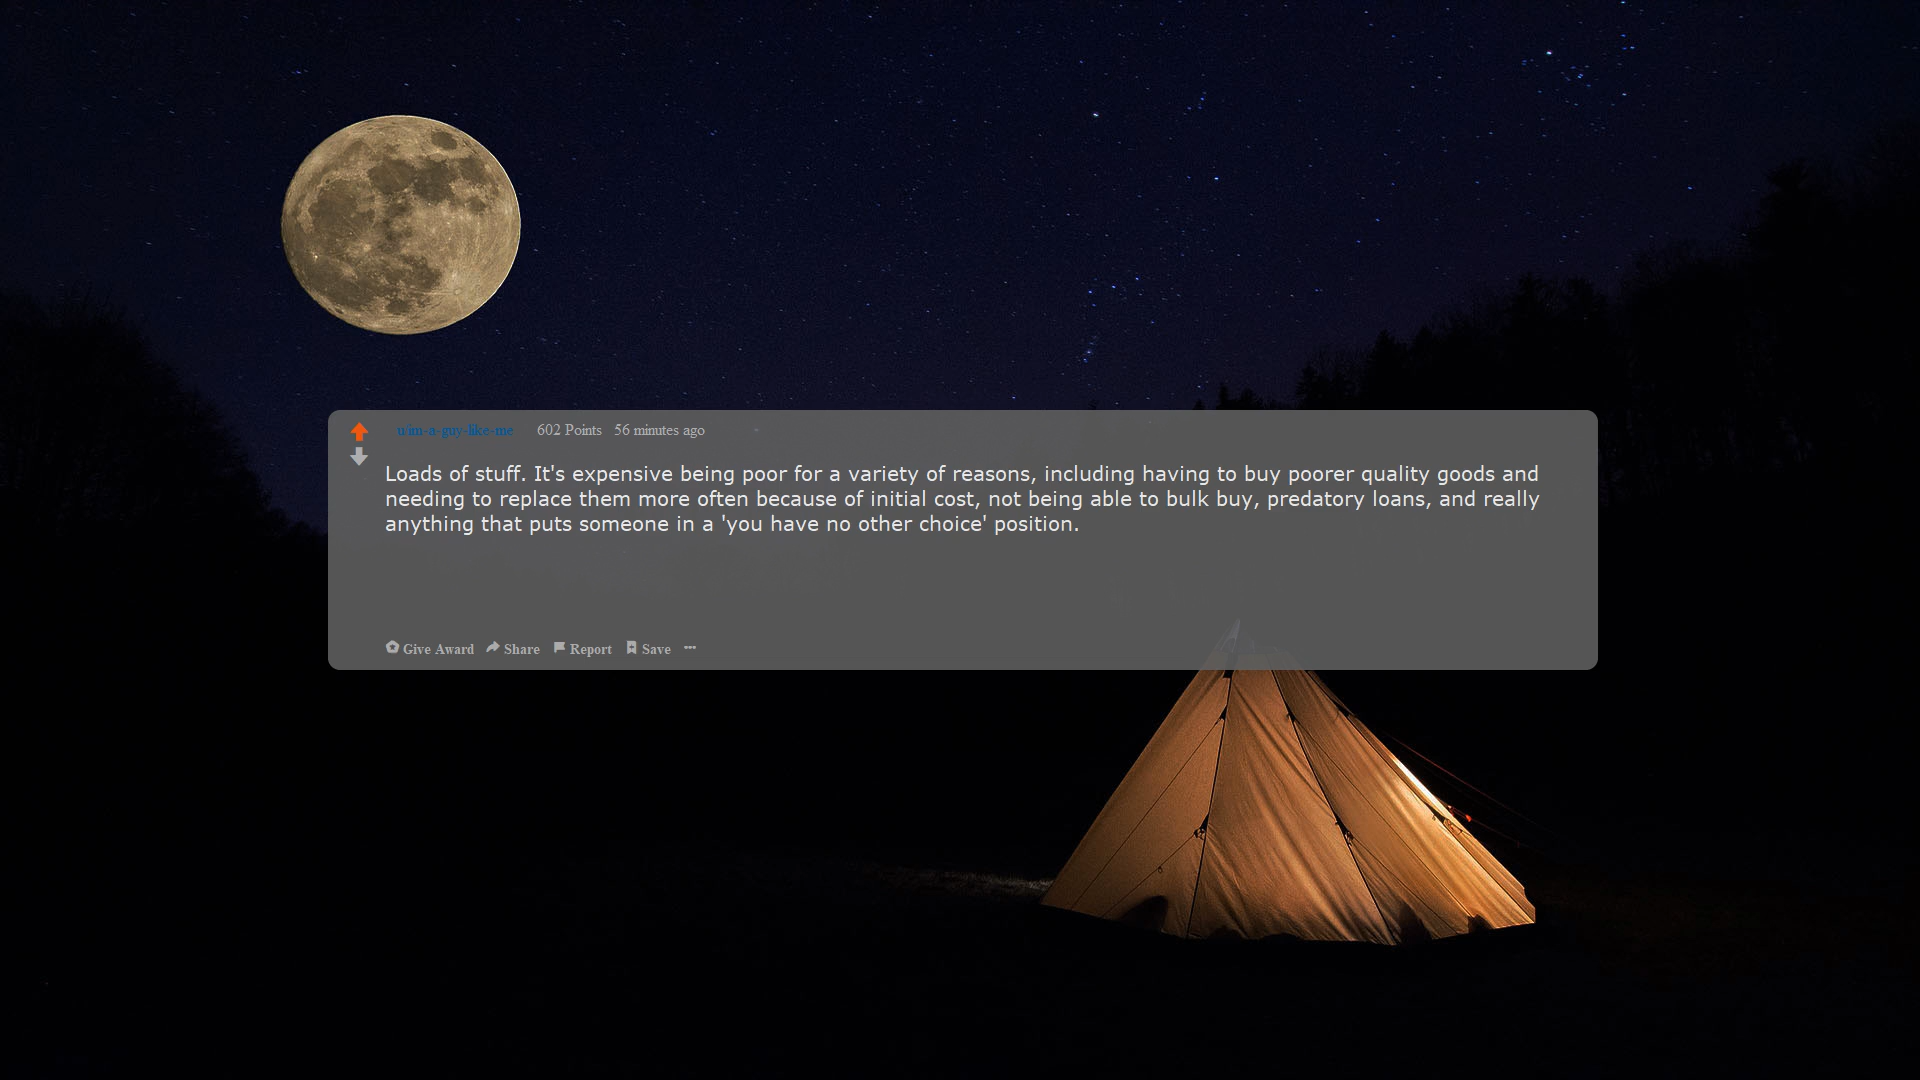 u/im-a-guy-like-me 602 Points 56 minutes ago
Loads of stuff. It's expensive being poor for a variety of reasons, including having to buy poorer quality goods and
needing to replace them more often because of initial cost, not being able to bulk buy, predatory loans, and really
anything that puts someone in a 'you have no other choice' position.
Give Award Share Report Save ···